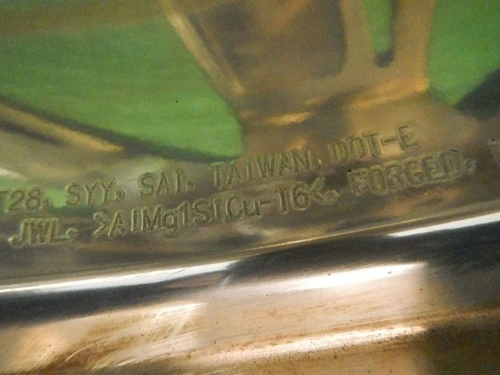 T28. SYY. SAI. TAIWAN. DOT-E
JWL. >AlMg1SiCu-T6<. FORGED.